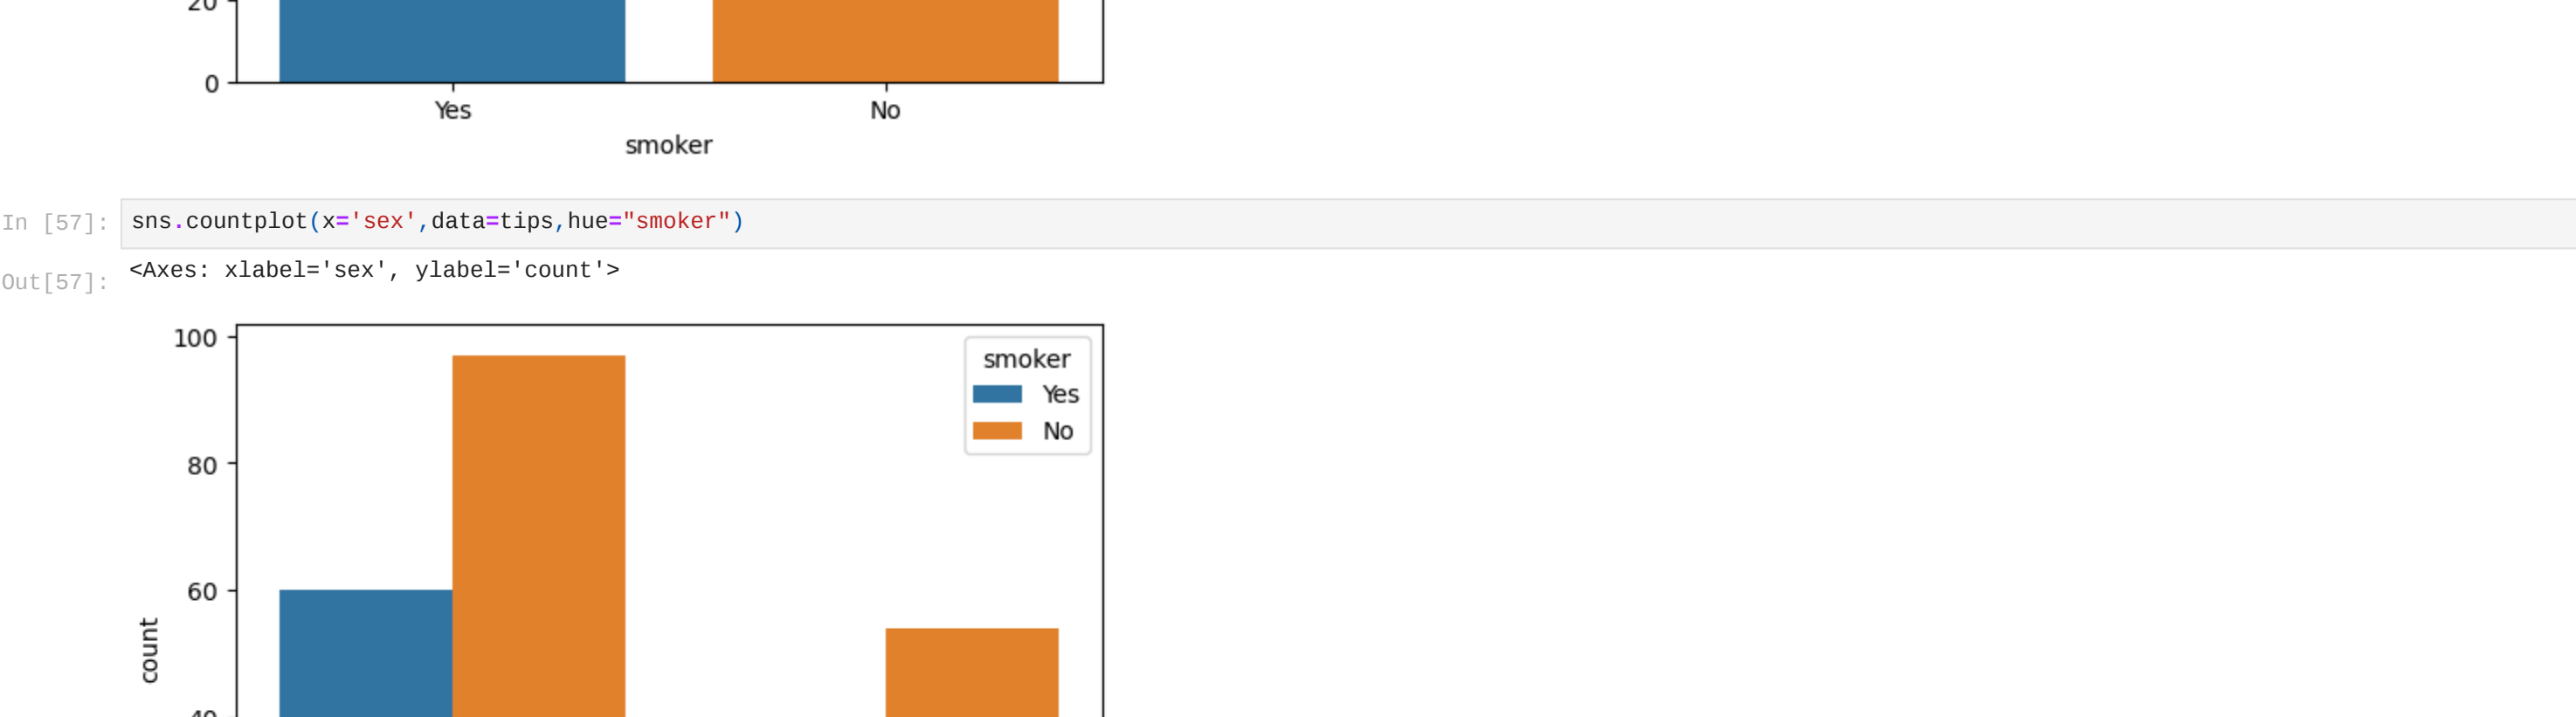 20
0
Yes No
smoker
In [57]: sns.countplot(x='sex',data=tips,hue="smoker")
Out[57]: <Axes: xlabel='sex', ylabel='count'>
100
smoker
Yes
No
80
60
count
40